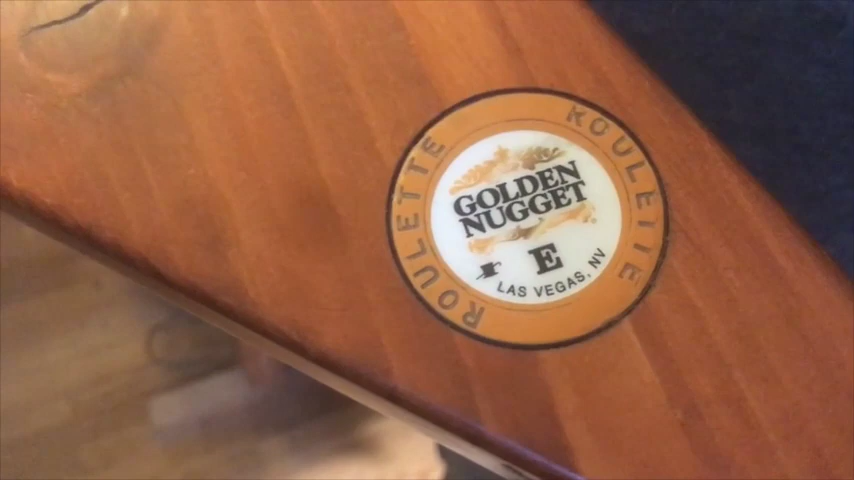 ROULETTE
ROULETTE
GOLDEN
NUGGET
E
LAS VEGAS, NV